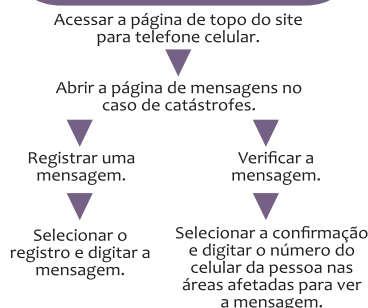 Acessar a página de topo do site
para telefone celular.
Abrir a página de mensagens no
caso de catástrofes.
Registrar uma
mensagem.
Selecionar o
registro e digitar a
mensagem.
Verificar a
mensagem.
Selecionar a confirmação
e digitar o número do
celular da pessoa nas
áreas afetadas para ver
a mensagem.